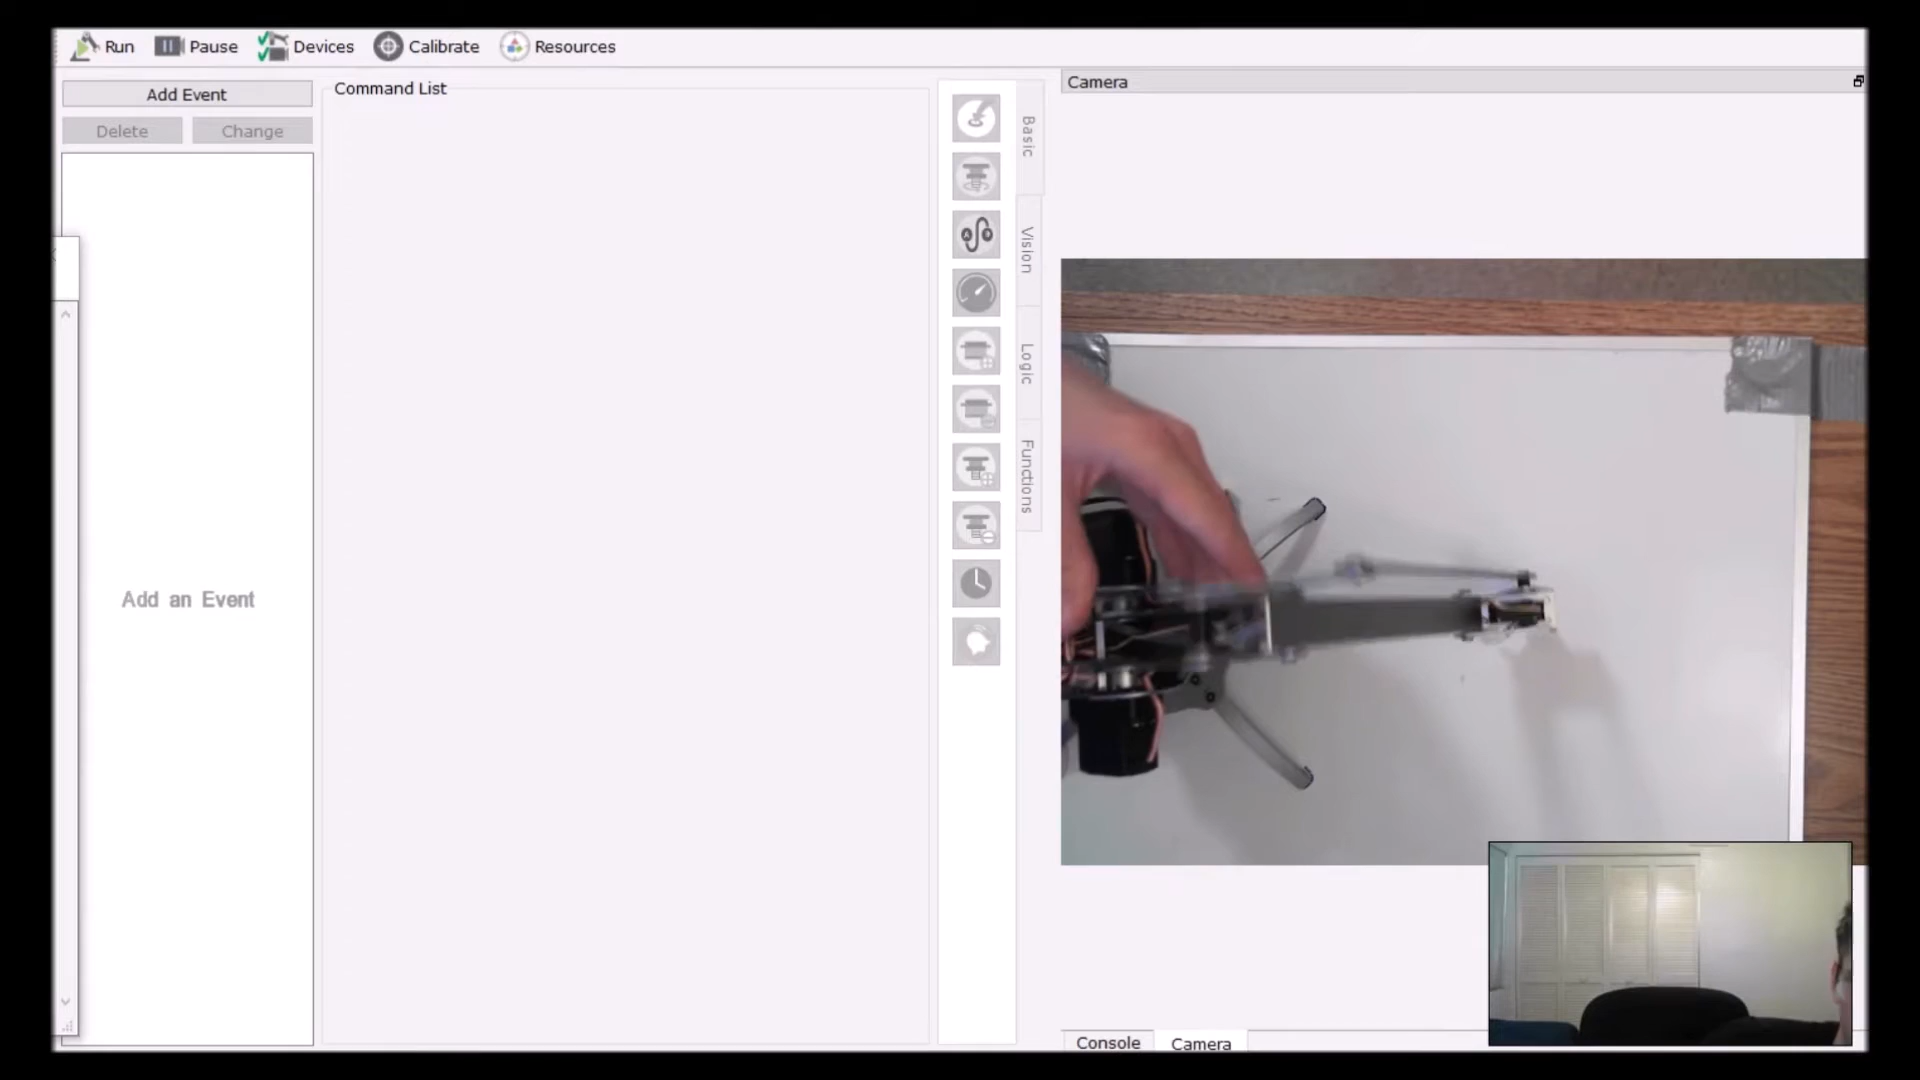 Run Pause Devices Calibrate Resources
Add Event
Delete Change
Add an Event
Command List
Basic
Vision
Logic
Functions
Camera
Console Camera